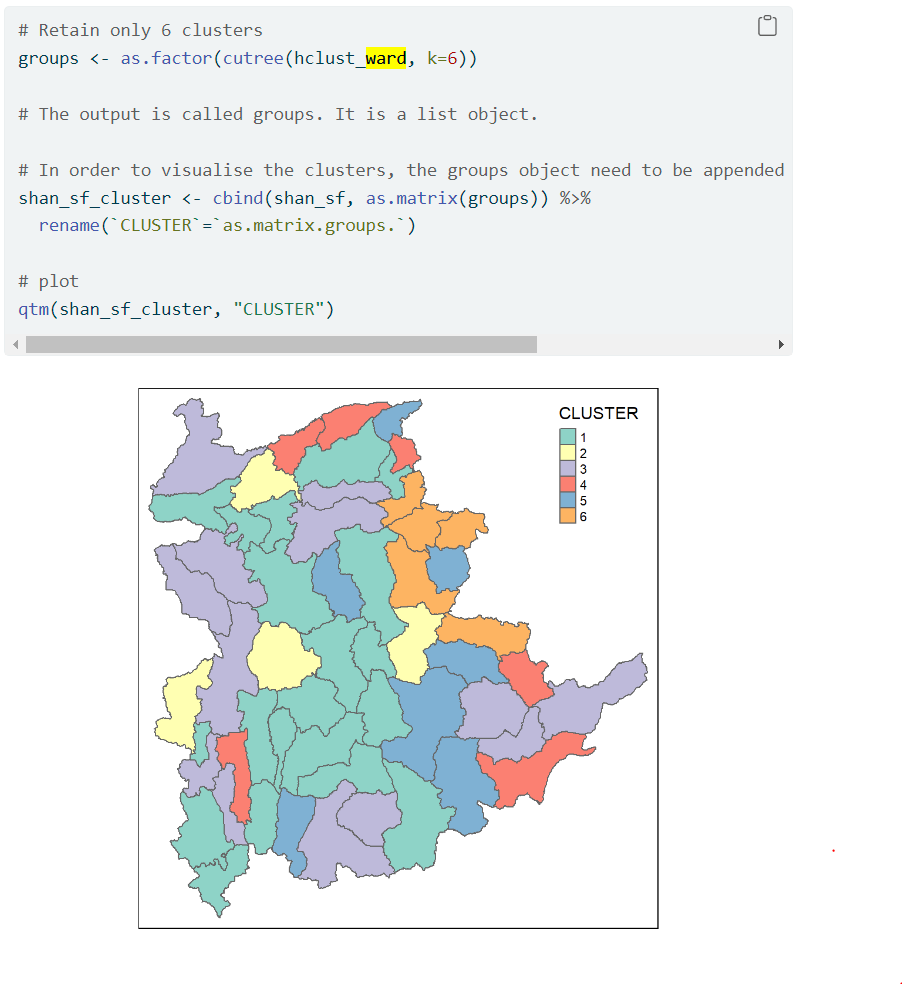 # Retain only 6 clusters
groups <- as.factor(cutree(hclust_ward, k=6))
# The output is called groups. It is a list object.
# In order to visualise the clusters, the groups object need to be appended
shan_sf_cluster <- cbind(shan_sf, as.matrix(groups)) %>%
  rename(`CLUSTER`=`as.matrix.groups.`)
# plot
qtm(shan_sf_cluster, "CLUSTER")
CLUSTER
1
2
3
4
5
6